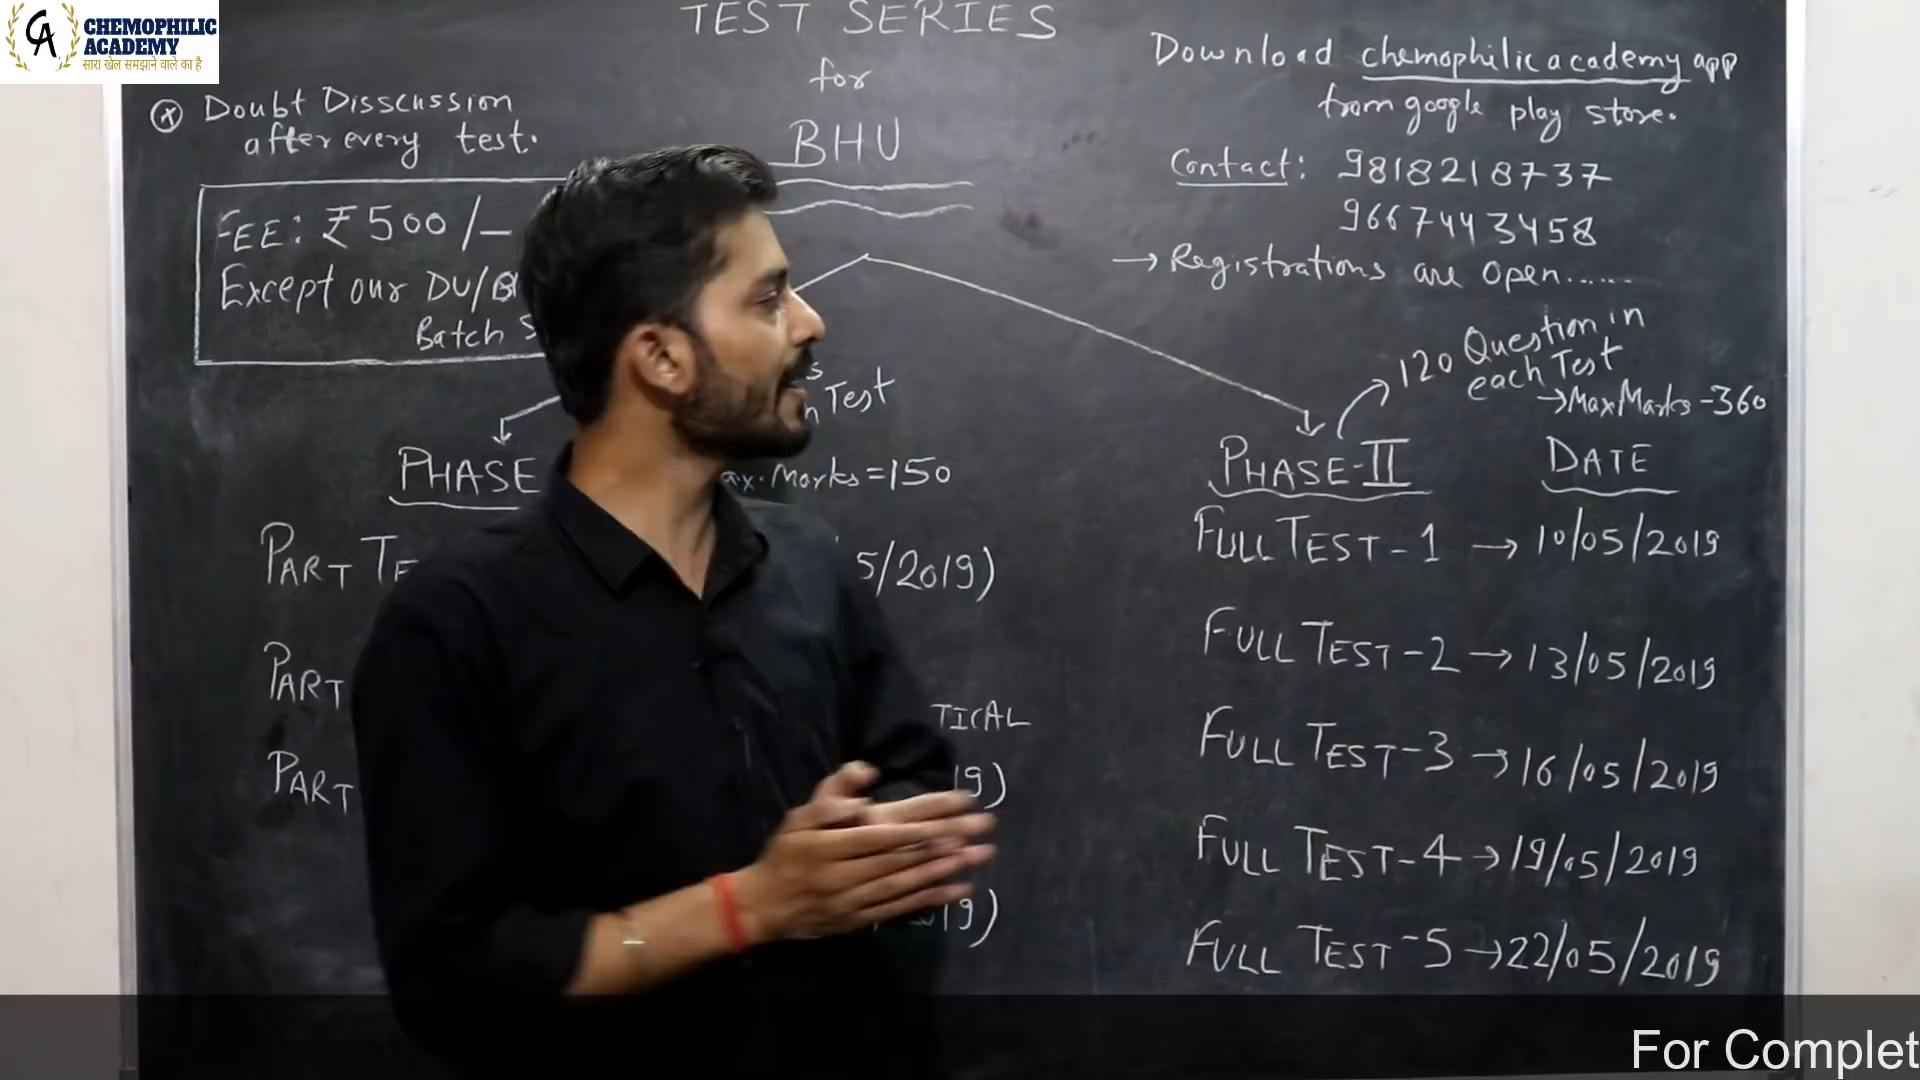 CHEMOPHILIC
ACADEMY
सारा खेल समझाने वाले का है
TEST SERIES
for
BHU
Doubt Disscussion
after every test.
FEE: ₹500/-
Except our DU/
Batch
Download chemophilic academy app
from google play store.
Contact: 9818218737
9667443458
→ Registrations are open......
120 Question in
each Test
→ Max Marks - 360
Test
Marks = 150
PHASE
PART
5/2019)
PART
TICAL
PART
19)
19)
PHASE-II DATE
FULL TEST-1 → 10/05/2019
FULL TEST-2 → 13/05/2019
FULL TEST-3 → 16/05/2019
FULL TEST-4 → 19/05/2019
FULL TEST-5 → 22/05/2019
For Complet